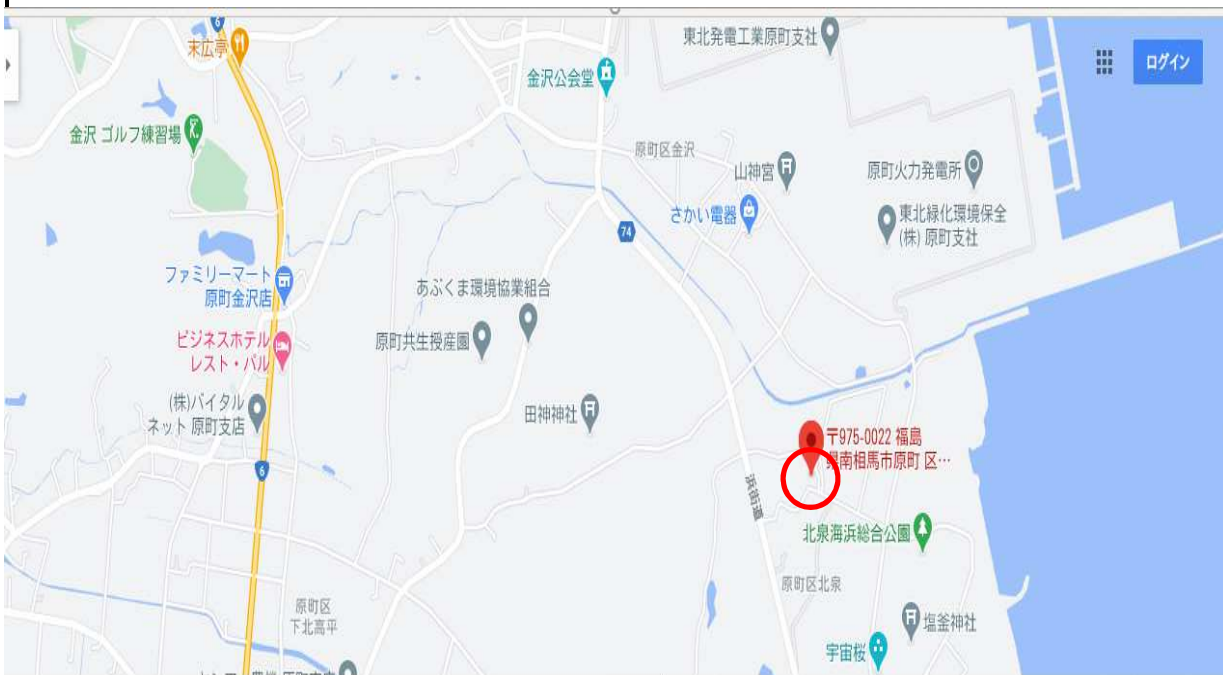 6
末広亭
東北発電工業原町支社
ログイン
金沢公会堂
金沢 ゴルフ練習場
原町区金沢
山神宮
原町火力発電所
さかい電器
東北緑化環境保全
(株) 原町支社
74
ファミリーマート
原町金沢店
あぶくま環境協業組合
ビジネスホテル
レスト・パル
原町共生授産園
(株)バイタル
ネット 原町支店
田神神社
〒975-0022 福島
県南相馬市原町 区…
6
浜街道
北泉海浜総合公園
原町区北泉
原町区
下北高平
塩釜神社
宇宙桜